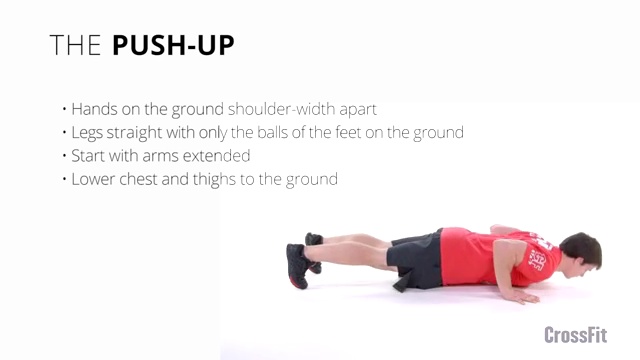 THE PUSH-UP
• Hands on the ground shoulder-width apart
• Legs straight with only the balls of the feet on the ground
• Start with arms extended
• Lower chest and thighs to the ground
CrossFit